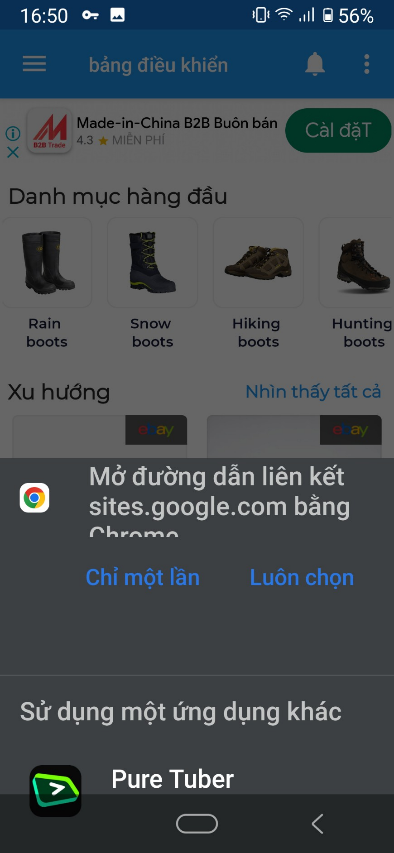 16:50
56%
bảng điều khiển
Made-in-China B2B Buôn bán
4.3 ★ MIỄN PHÍ
B2B Trade
Cài đặT
Danh mục hàng đầu
Rain
boots
Snow
boots
Hiking
boots
Hunting
boots
Xu hướng
Nhìn thấy tất cả
ebay
ebay
Mở đường dẫn liên kết
sites.google.com bằng
Chrome
Chỉ một lần
Luôn chọn
Sử dụng một ứng dụng khác
Pure Tuber